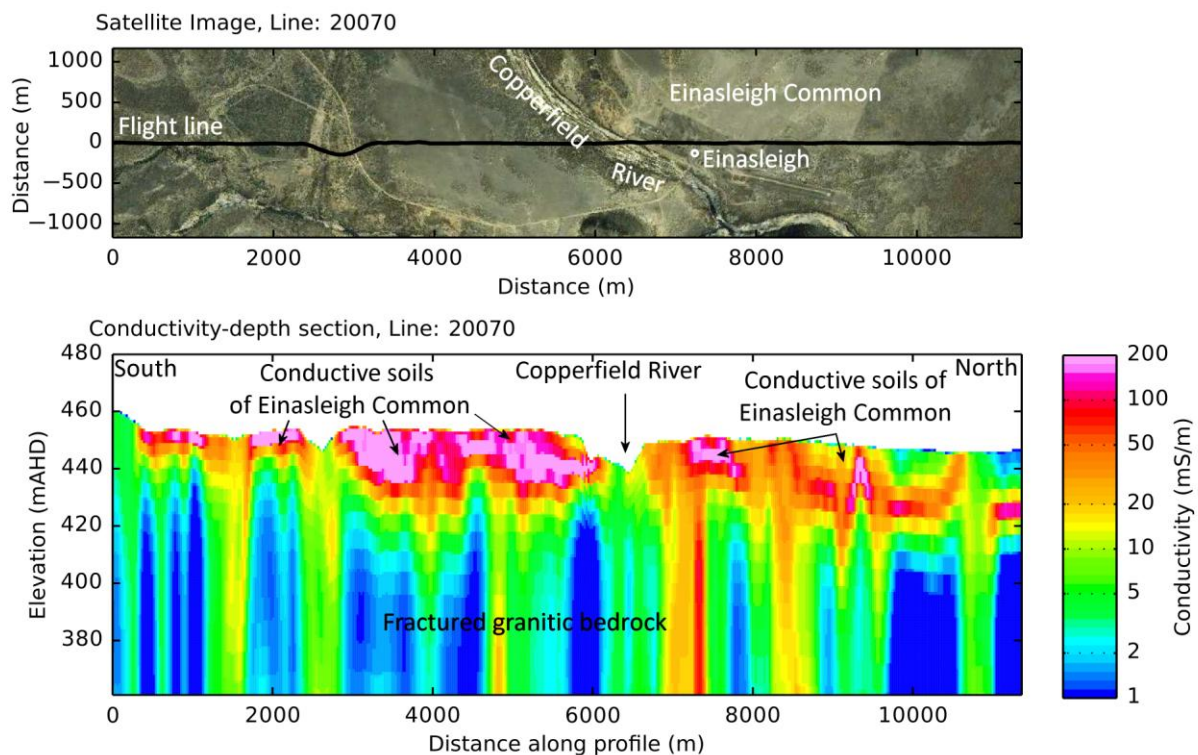 Satellite Image, Line: 20070
Distance (m)
1000
500
0
−500
−1000
Flight line
Copperfield
River
Einasleigh Common
Einasleigh
0
2000
4000
6000
8000
10000
Distance (m)
Conductivity-depth section, Line: 20070
Elevation (mAHD)
480
460
440
420
400
380
South
Conductive soils
of Einasleigh Common
Copperfield River
Conductive soils of
Einasleigh Common
North
Fractured granitic bedrock
0
2000
4000
6000
8000
10000
Distance along profile (m)
200
100
50
20
10
5
2
1
Conductivity (mS/m)